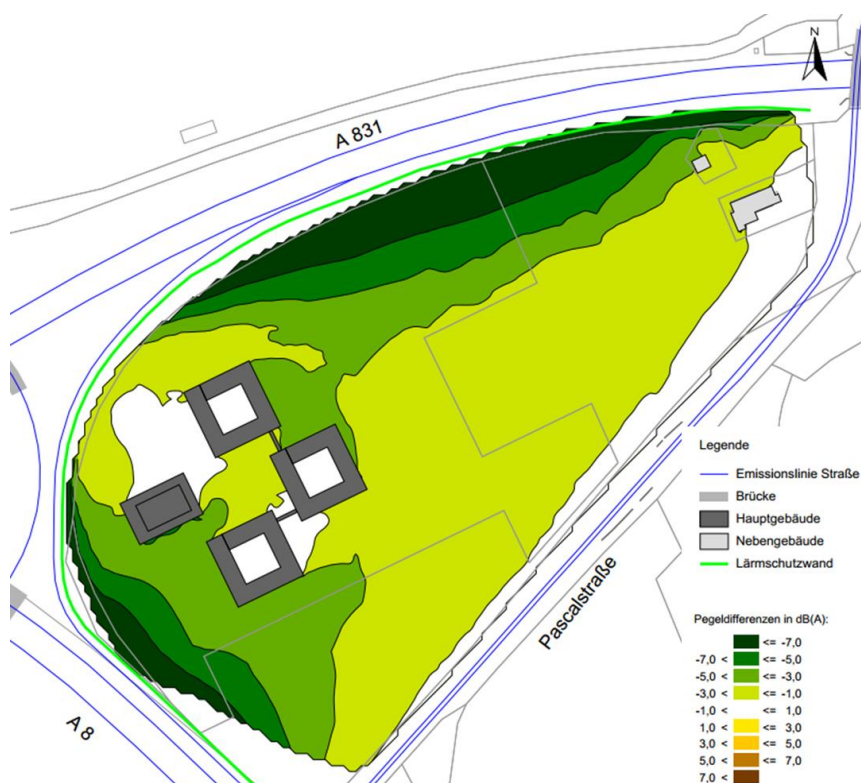 N
A 831
Legende
Emissionslinie Straße
Brücke
Hauptgebäude
Nebengebäude
Lärmschutzwand
Pascalstraße
A 8
Pegeldifferenzen in dB(A):
<= -7,0
-7,0 < <= -5,0
-5,0 < <= -3,0
-3,0 < <= -1,0
-1,0 < <= 1,0
1,0 < <= 3,0
3,0 < <= 5,0
5,0 < <= 7,0
7,0 <